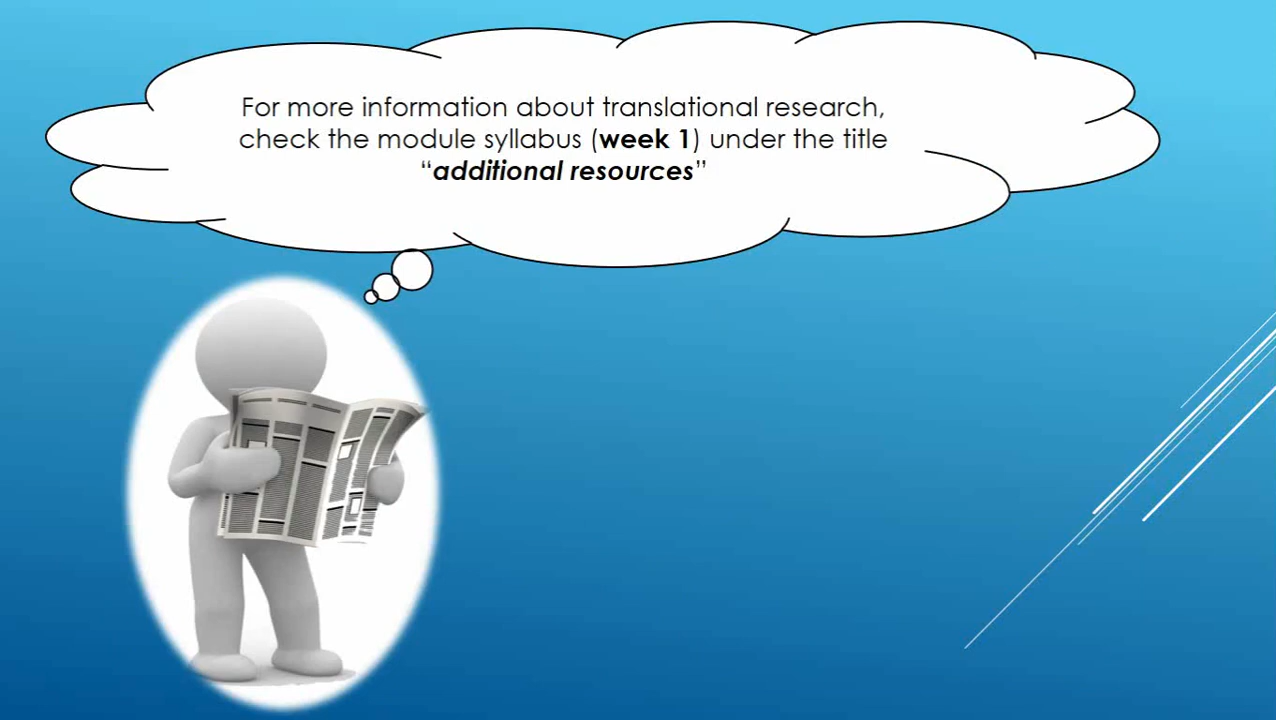 For more information about translational research,
check the module syllabus (week 1) under the title
“additional resources”